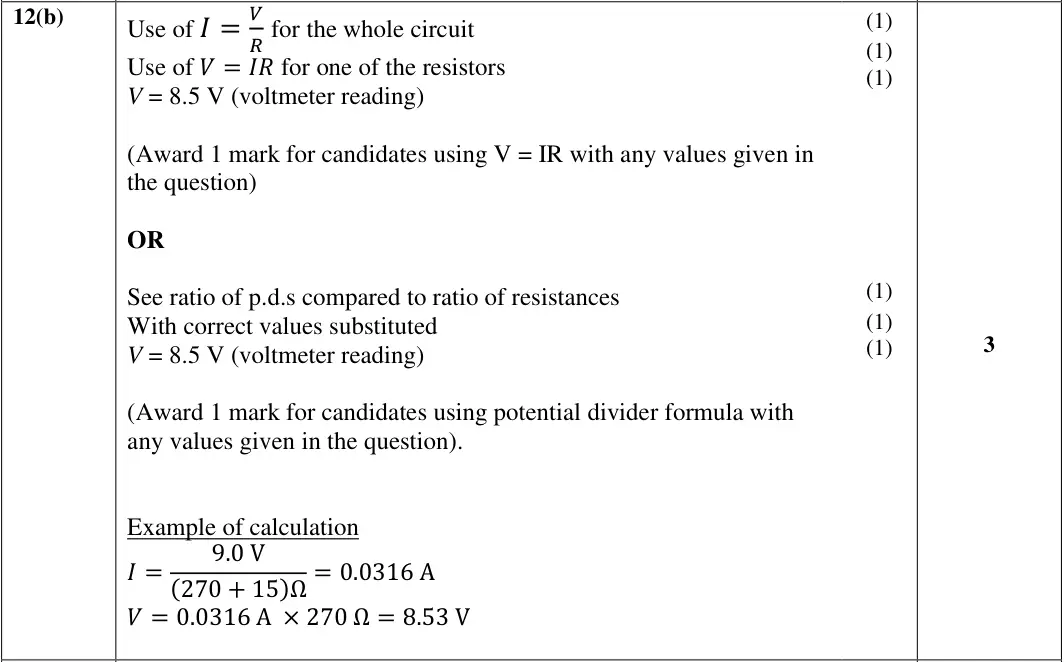 12(b)
Use of I = V/R for the whole circuit (1)
Use of V = IR for one of the resistors (1)
V = 8.5 V (voltmeter reading) (1)
(Award 1 mark for candidates using V = IR with any values given in
the question)
OR
See ratio of p.d.s compared to ratio of resistances (1)
With correct values substituted (1)
V = 8.5 V (voltmeter reading) (1)
3
(Award 1 mark for candidates using potential divider formula with
any values given in the question).
Example of calculation
I = 9.0 V/(270 + 15)Ω = 0.0316 A
V = 0.0316 A × 270 Ω = 8.53 V